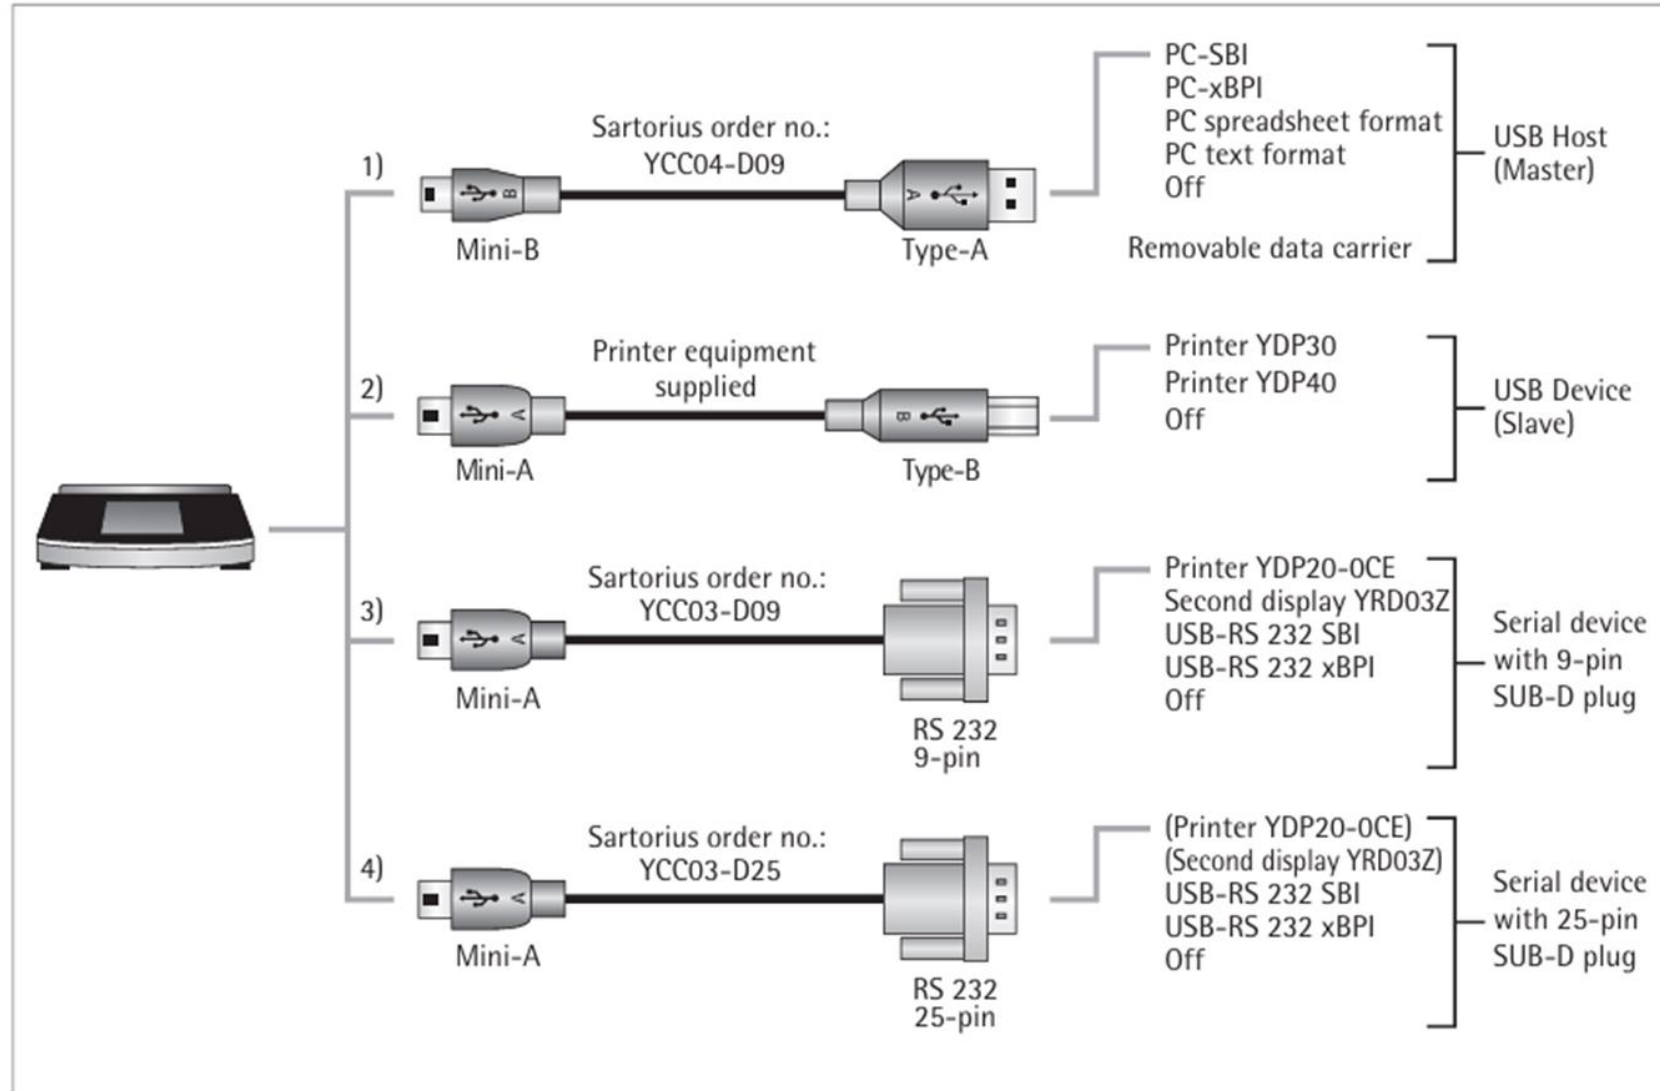 1)
Sartorius order no.:
YCC04-D09
B
A
Mini-B
Type-A
PC-SBI
PC-xBPI
PC spreadsheet format
PC text format
Off
Removable data carrier
USB Host
(Master)
2)
Printer equipment
supplied
A
B
Mini-A
Type-B
Printer YDP30
Printer YDP40
Off
USB Device
(Slave)
3)
Sartorius order no.:
YCC03-D09
A
Mini-A
RS 232
9-pin
Printer YDP20-0CE
Second display YRD03Z
USB-RS 232 SBI
USB-RS 232 xBPI
Off
Serial device
with 9-pin
SUB-D plug
4)
Sartorius order no.:
YCC03-D25
A
Mini-A
RS 232
25-pin
(Printer YDP20-0CE)
(Second display YRD03Z)
USB-RS 232 SBI
USB-RS 232 xBPI
Off
Serial device
with 25-pin
SUB-D plug